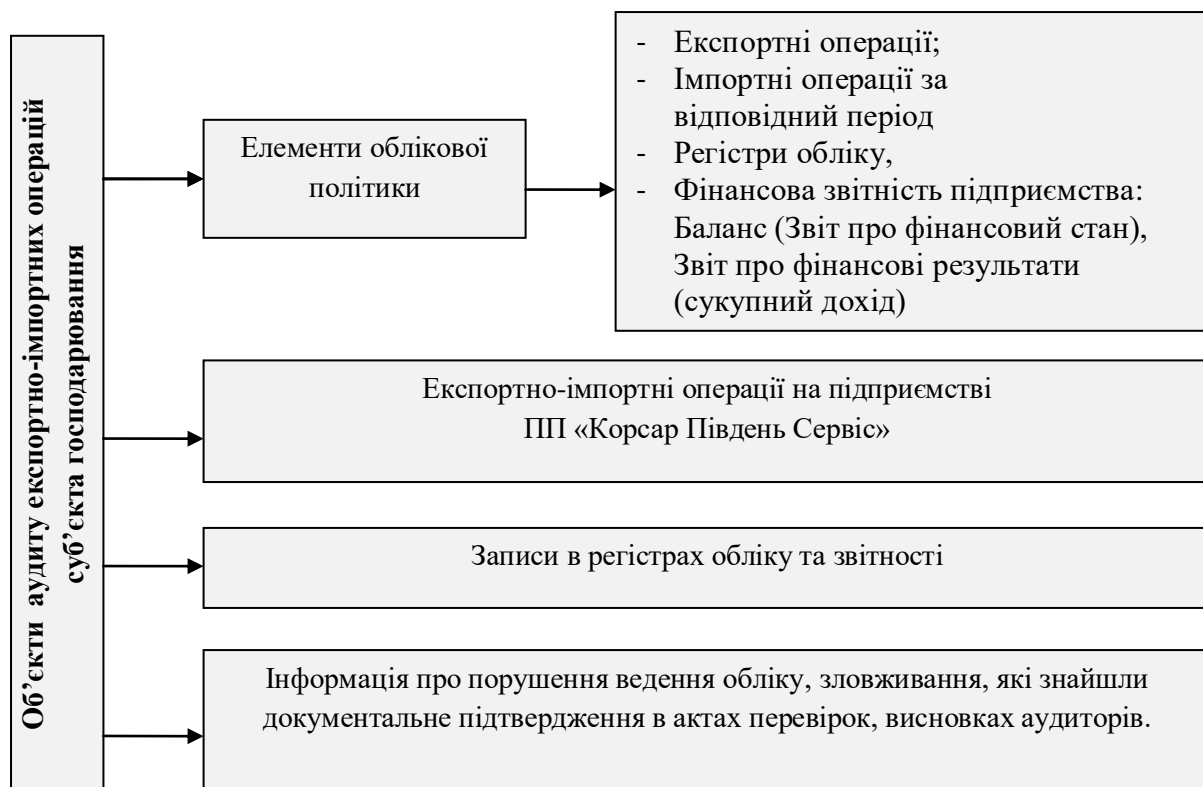 Об’єкти аудиту експортно-імпортних операцій
суб’єкта господарювання
Елементи облікової
політики
- Експортні операції;
- Імпортні операції за
відповідний період
- Регістри обліку,
- Фінансова звітність підприємства:
Баланс (Звіт про фінансовий стан),
Звіт про фінансові результати
(сукупний дохід)
Експортно-імпортні операції на підприємстві
ПП «Корсар Південь Сервіс»
Записи в регістрах обліку та звітності
Інформація про порушення ведення обліку, зловживання, які знайшли
документальне підтвердження в актах перевірок, висновках аудиторів.